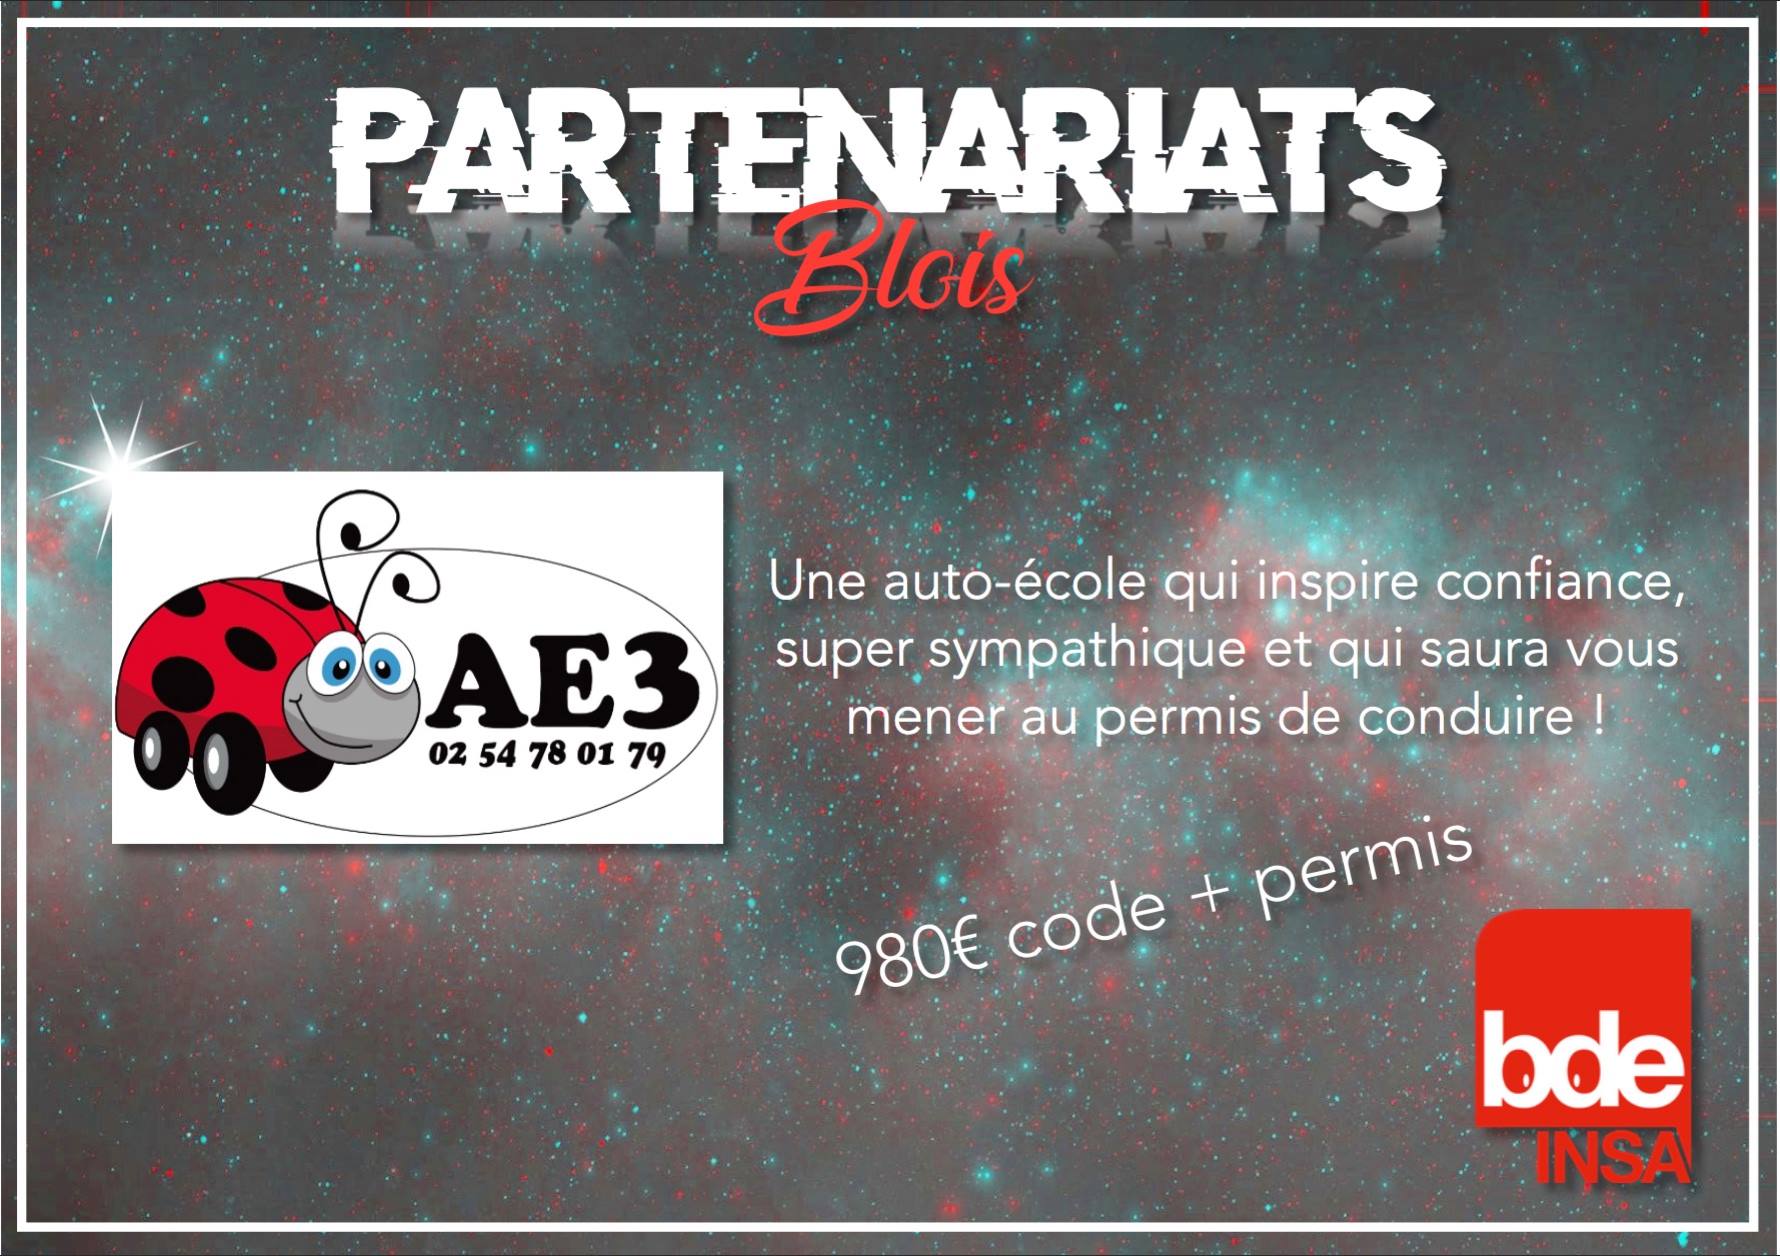 PARTENARIATS
Blois
AE3
02 54 78 01 79
Une auto-école qui inspire confiance,
super sympathique et qui saura vous
mener au permis de conduire !
980€ code + permis
bde
INSA